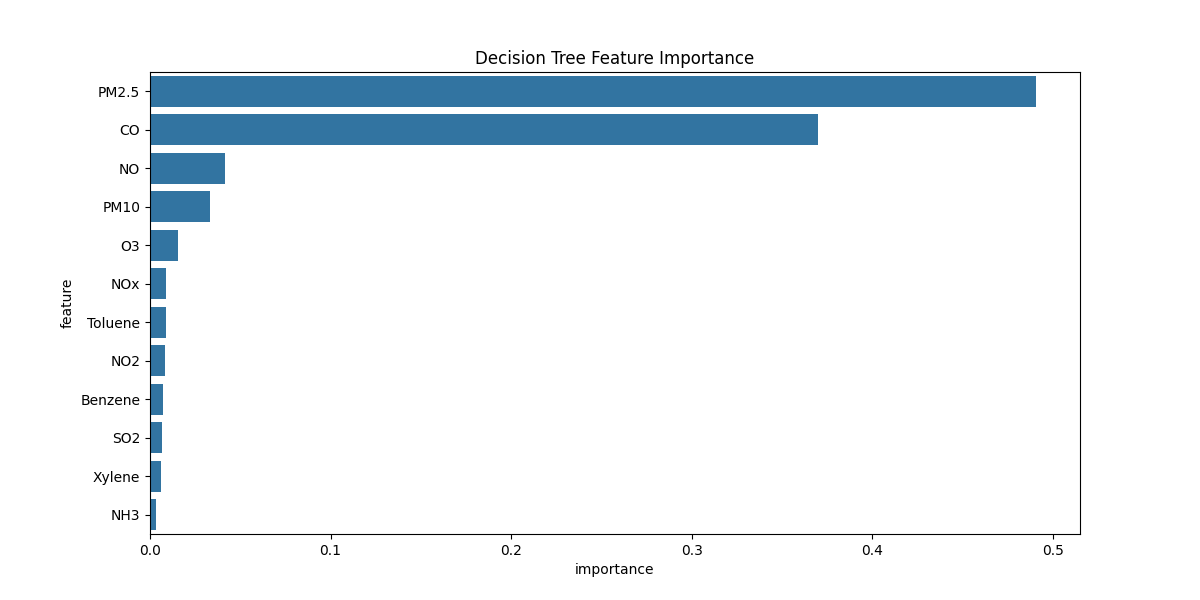 Decision Tree Feature Importance
PM2.5
CO
NO
PM10
O3
NOx
Toluene
NO2
Benzene
SO2
Xylene
NH3
feature
0.0 0.1 0.2 0.3 0.4 0.5
importance